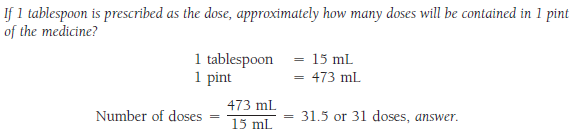 If 1 tablespoon is prescribed as the dose, approximately how many doses will be contained in 1 pint
of the medicine?
1 tablespoon = 15 mL
1 pint = 473 mL
Number of doses = 473 mL / 15 mL = 31.5 or 31 doses, answer.